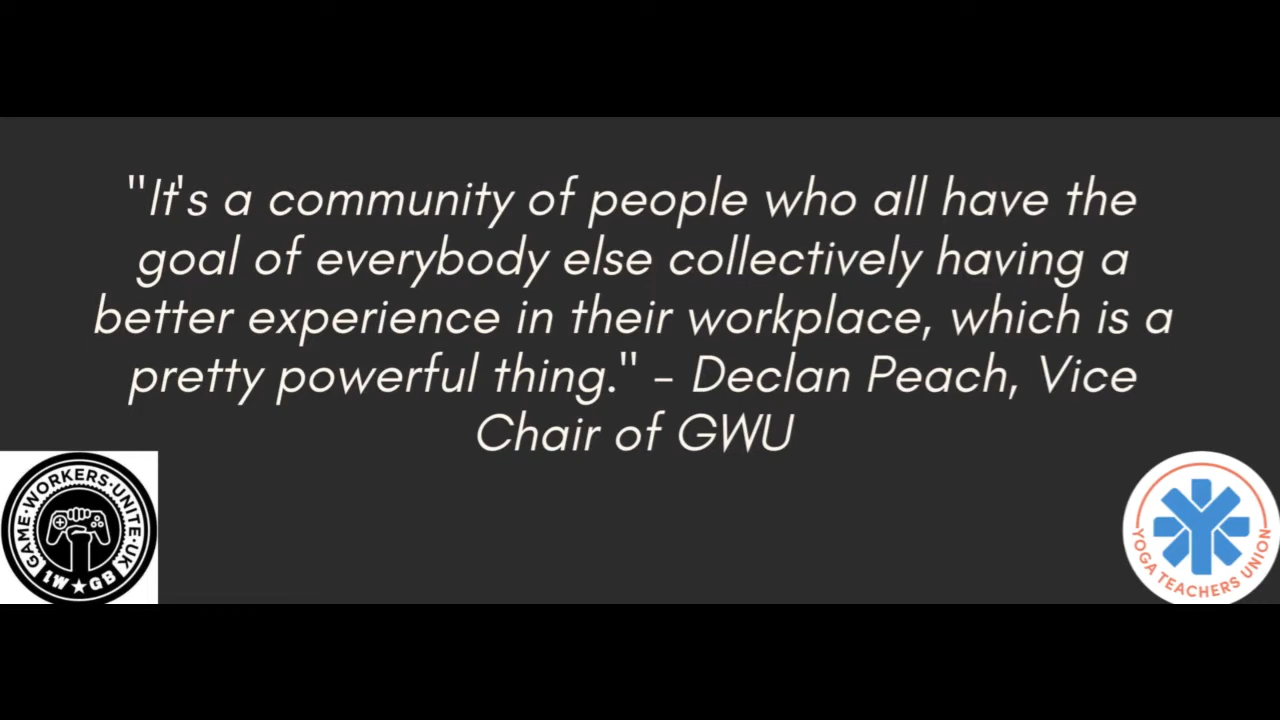 "It's a community of people who all have the
goal of everybody else collectively having a
better experience in their workplace, which is a
pretty powerful thing." - Declan Peach, Vice
Chair of GWU
GAME·WORKERS·UNITE·UK
IW★GB
YOGA TEACHERS UNION